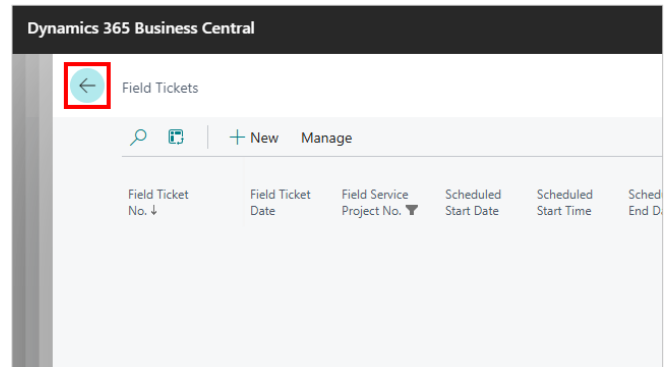 Dynamics 365 Business Central
Field Tickets
New Manage
Field Ticket Field Ticket Field Service Scheduled Scheduled
No. ↓ Date Project No. Start Date Start Time End